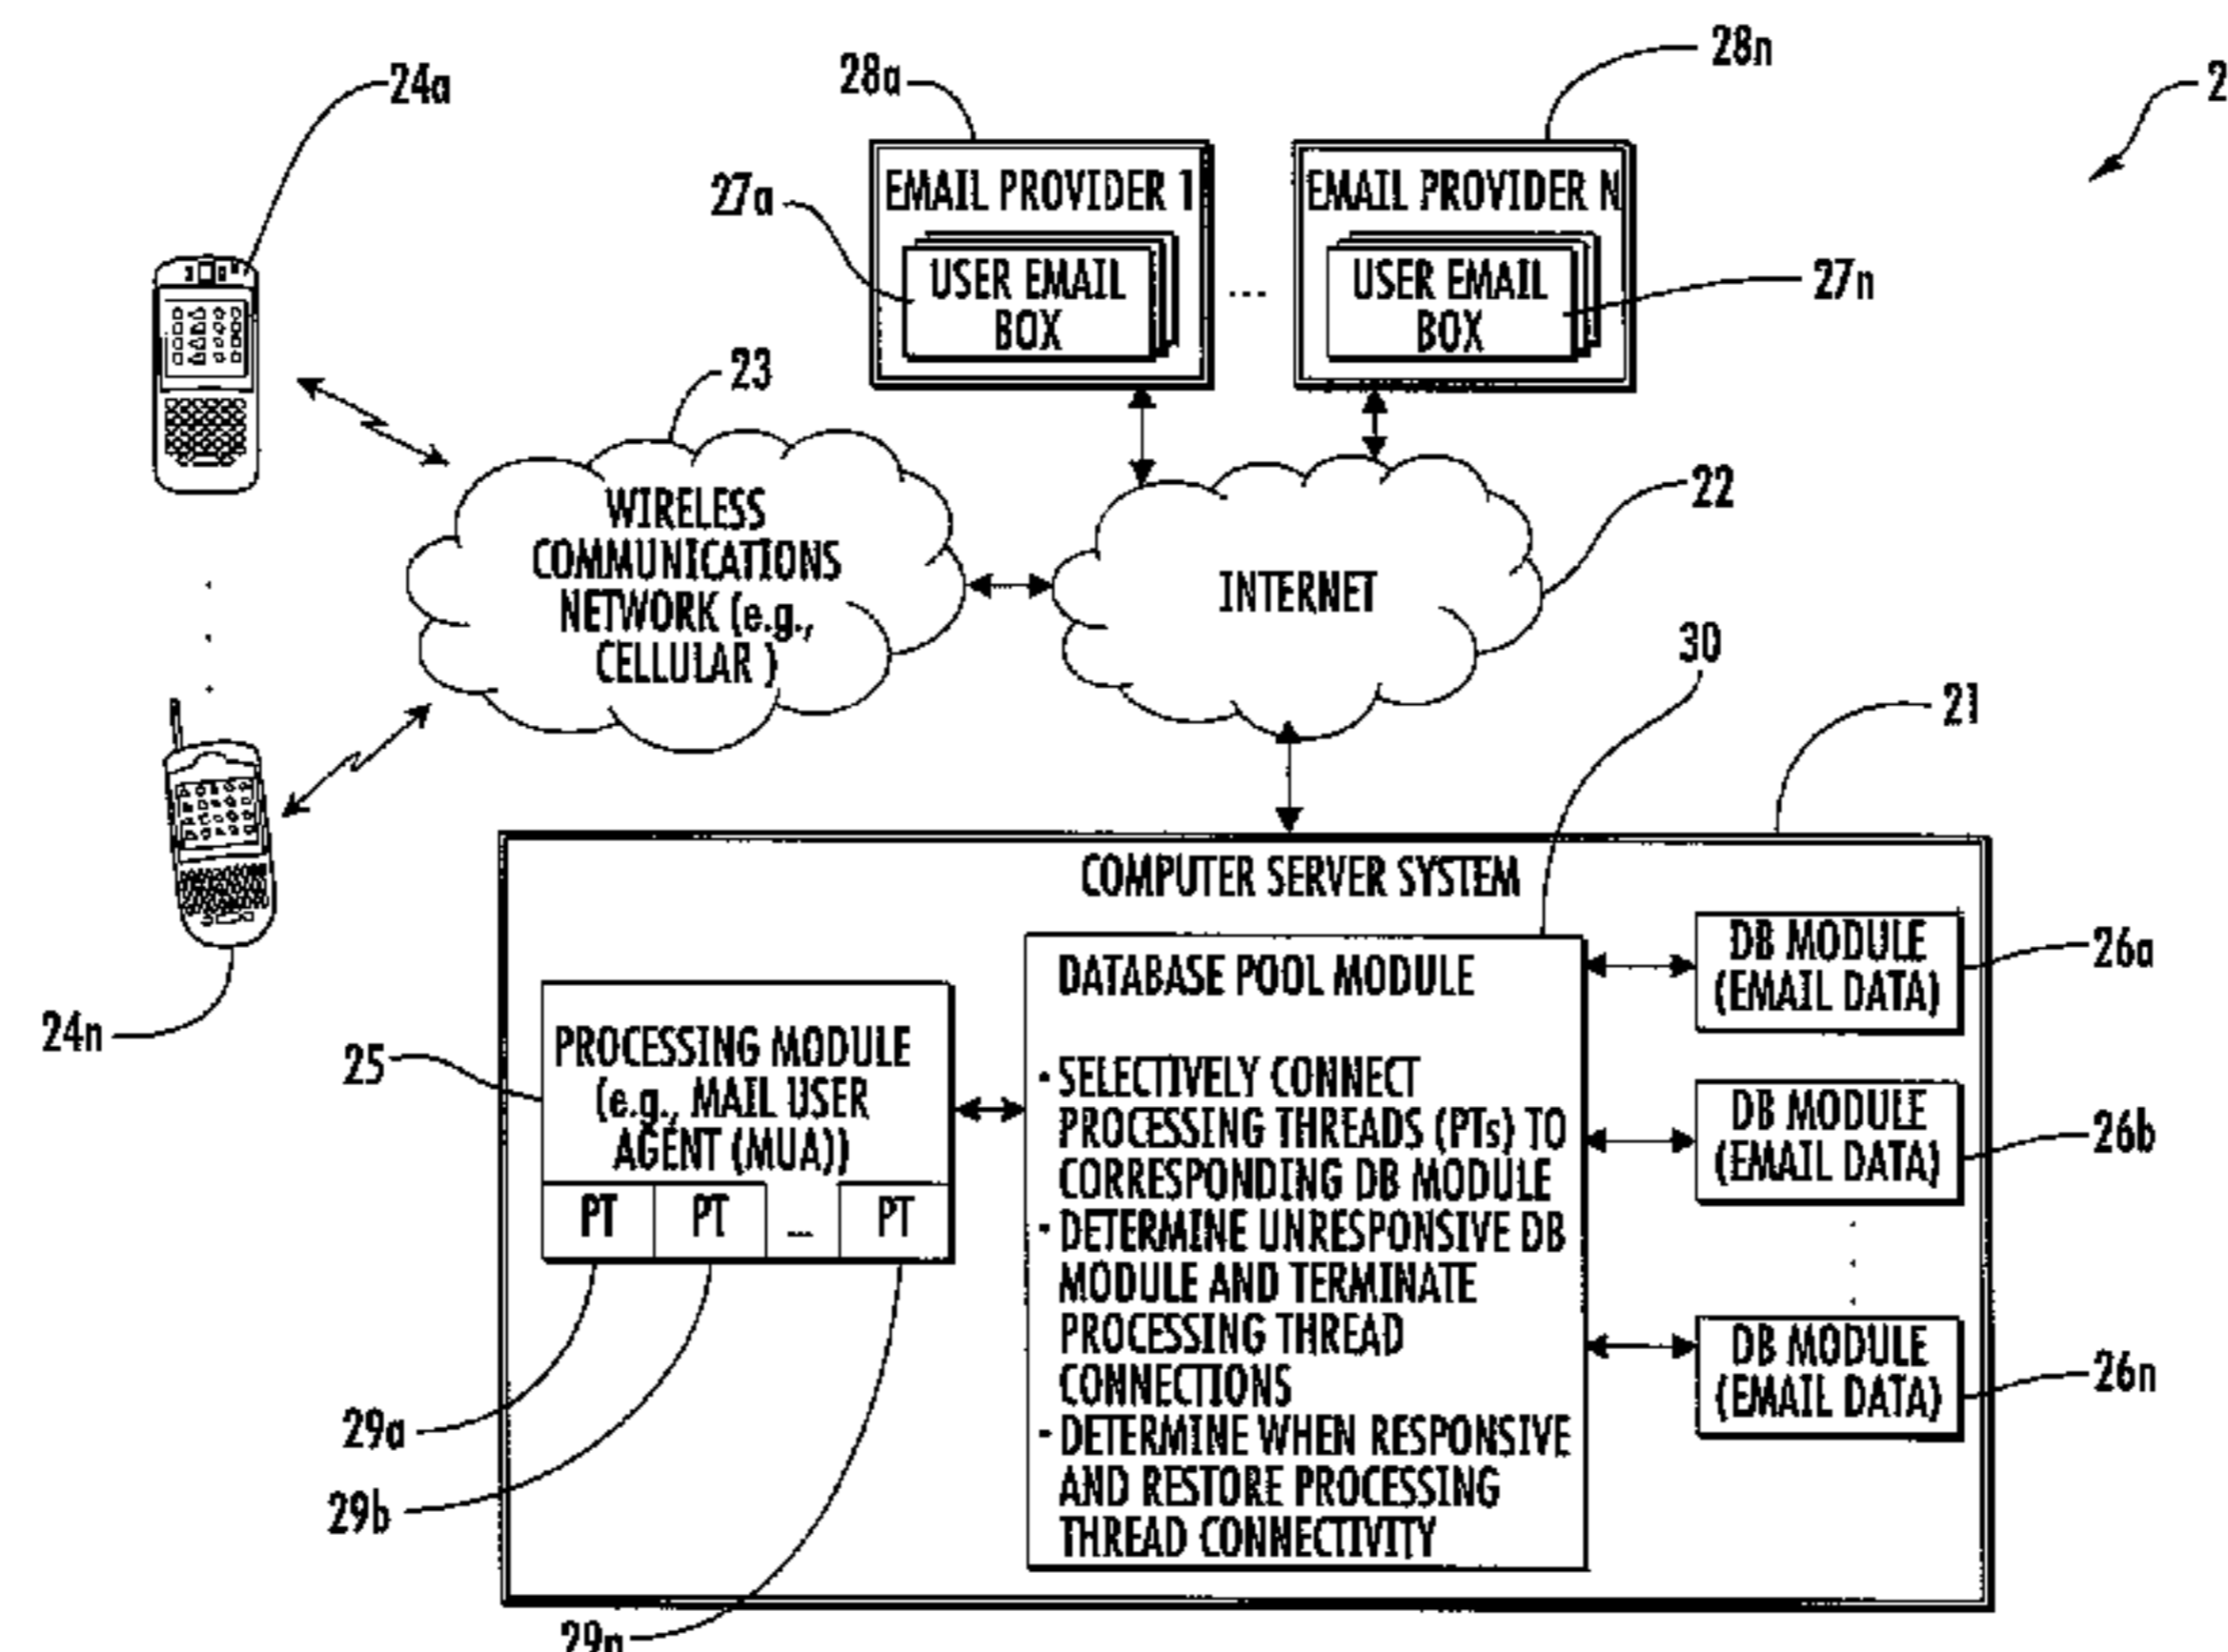 24a
28a
28n
2
27a
EMAIL PROVIDER 1
USER EMAIL
BOX
...
EMAIL PROVIDER N
USER EMAIL
BOX
27n
23
WIRELESS
COMMUNICATIONS
NETWORK (e.g.,
CELLULAR )
INTERNET
22
30
21
24n
COMPUTER SERVER SYSTEM
25
PROCESSING MODULE
(e.g., MAIL USER
AGENT (MUA))
PT
PT
...
PT
29a
29b
29n
DATABASE POOL MODULE
- SELECTIVELY CONNECT
PROCESSING THREADS (PTs) TO
CORRESPONDING DB MODULE
- DETERMINE UNRESPONSIVE DB
MODULE AND TERMINATE
PROCESSING THREAD
CONNECTIONS
- DETERMINE WHEN RESPONSIVE
AND RESTORE PROCESSING
THREAD CONNECTIVITY
DB MODULE
(EMAIL DATA)
26a
DB MODULE
(EMAIL DATA)
26b
DB MODULE
(EMAIL DATA)
26n